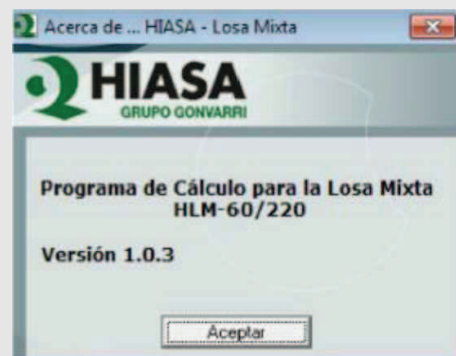 Acerca de ... HIASA - Losa Mixta
HIASA
GRUPO GONVARRI
Programa de Cálculo para la Losa Mixta
HLM-60/220
Versión 1.0.3
Aceptar